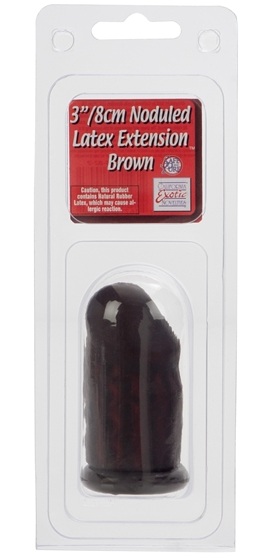 3"/8cm Noduled
Latex Extension
Brown
Caution, this product
contains Natural Rubber
Latex, which may cause al-
lergic reaction.
CALIFORNIA
Exotic
NOVELTIES